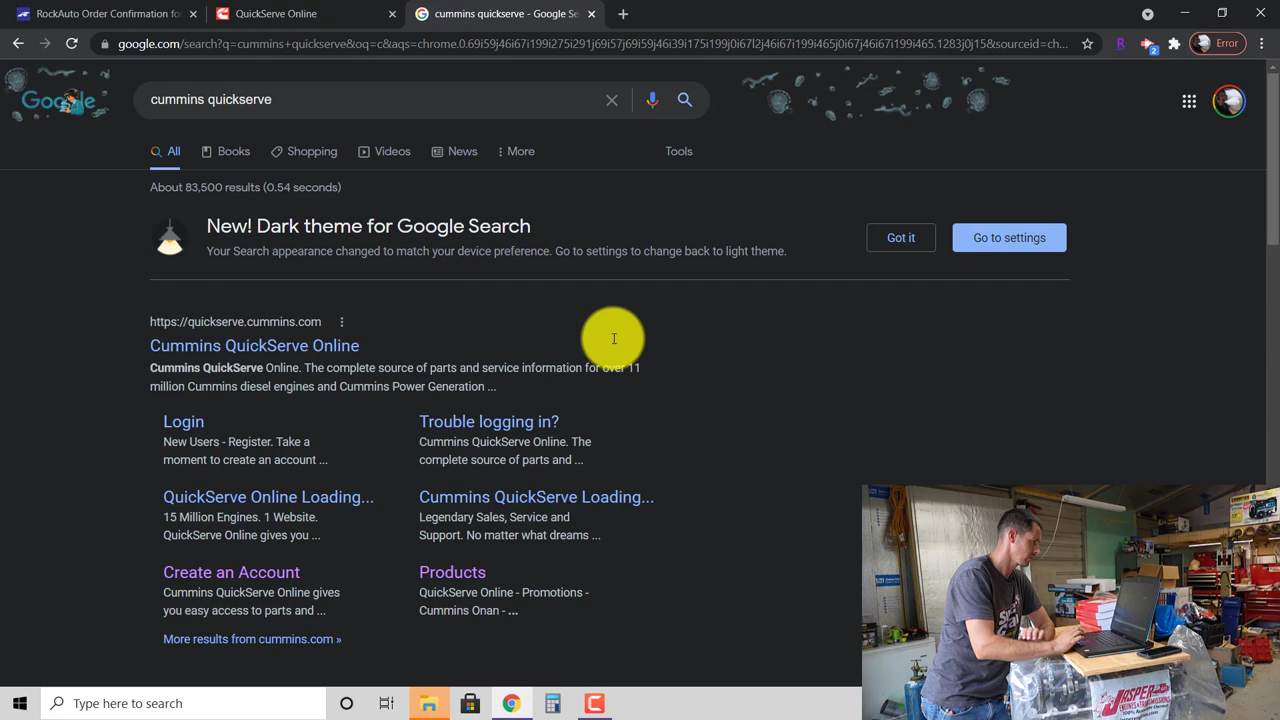 RockAuto Order Confirmation for
QuickServe Online
cummins quickserve - Google Se
google.com/search?q=cummins+quickserve&oq=c&aqs=chrome.0.69i59j46i67i199i275i291j69i57j69i59j46i39i175i199j0i67l2j46i67i199i465j0i67j46i67i199i465.1283j0j15&sourceid=ch...
R
2
Error
Google
cummins quickserve
All
Books
Shopping
Videos
News
More
Tools
About 83,500 results (0.54 seconds)
New! Dark theme for Google Search
Your Search appearance changed to match your device preference. Go to settings to change back to light theme.
Got it
Go to settings
https://quickserve.cummins.com
Cummins QuickServe Online
Cummins QuickServe Online. The complete source of parts and service information for over 11
million Cummins diesel engines and Cummins Power Generation ...
Login
New Users - Register. Take a
moment to create an account ...
Trouble logging in?
Cummins QuickServe Online. The
complete source of parts and ...
QuickServe Online Loading...
15 Million Engines. 1 Website.
QuickServe Online gives you ...
Cummins QuickServe Loading...
Legendary Sales, Service and
Support. No matter what dreams ...
Create an Account
Cummins QuickServe Online gives
you easy access to parts and ...
Products
QuickServe Online - Promotions -
Cummins Onan - ...
More results from cummins.com »
JASPER
ENGINES & TRANSMISSIONS
Type here to search